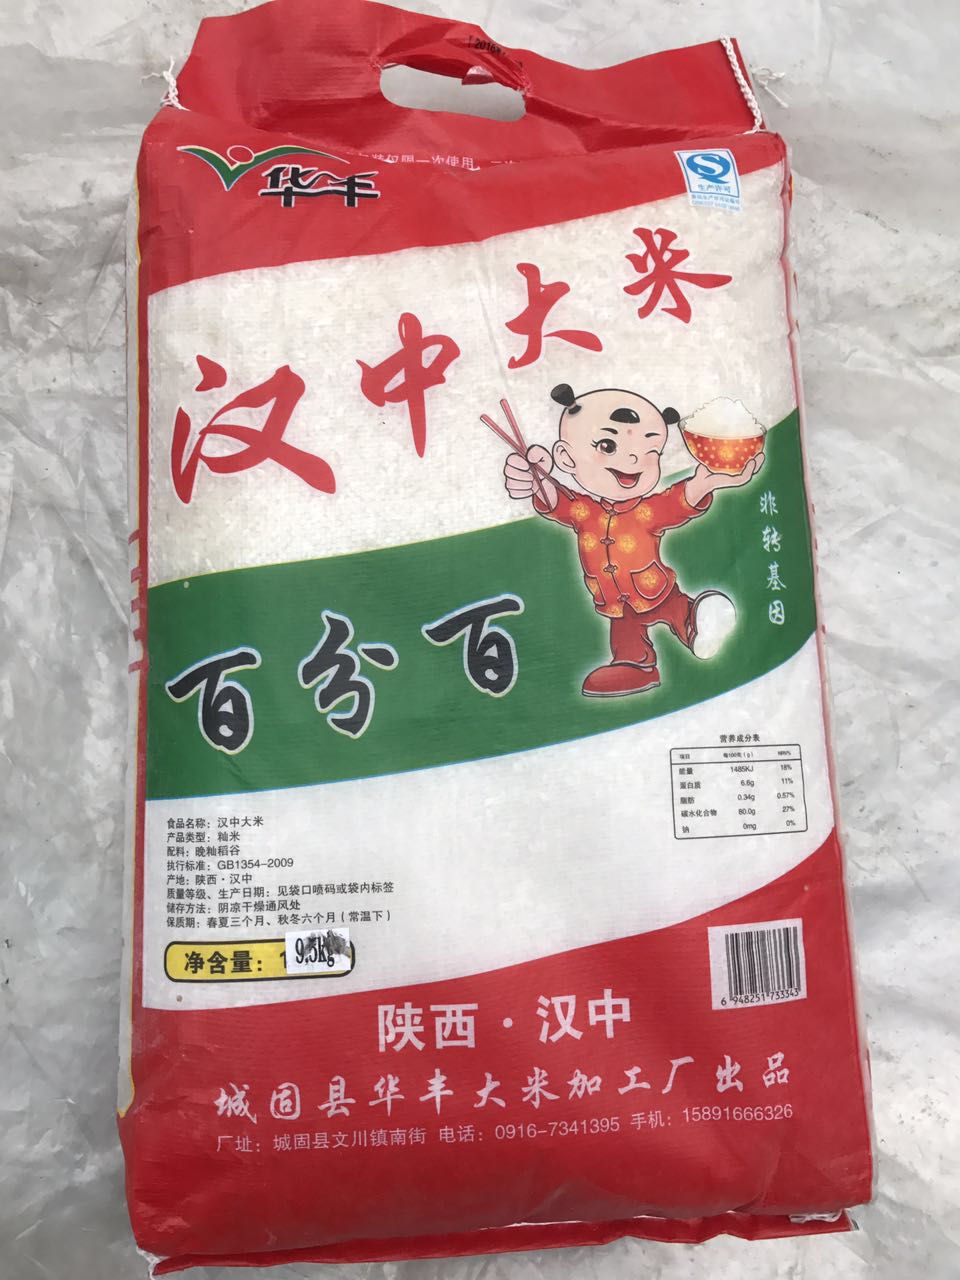 华丰
生产许可
汉中大米
非转基因
百分百
营养成分表
项目 每100克(g) NRV%
能量 1485KJ 18%
蛋白质 6.6g 11%
脂肪 0.34g 0.57%
碳水化合物 80.0g 27%
钠 0mg 0%
食品名称：汉中大米
产品类型：籼米
配料：晚籼稻谷
执行标准：GB1354-2009
产地：陕西·汉中
质量等级、生产日期：见袋口喷码或袋内标签
储存方法：阴凉干燥通风处
保质期：春夏三个月、秋冬六个月(常温下)
净含量：
9.5kg
6 948251 733343
陕西·汉中
城固县华丰大米加工厂出品
厂址：城固县文川镇南街 电话：0916-7341395 手机：15891666326